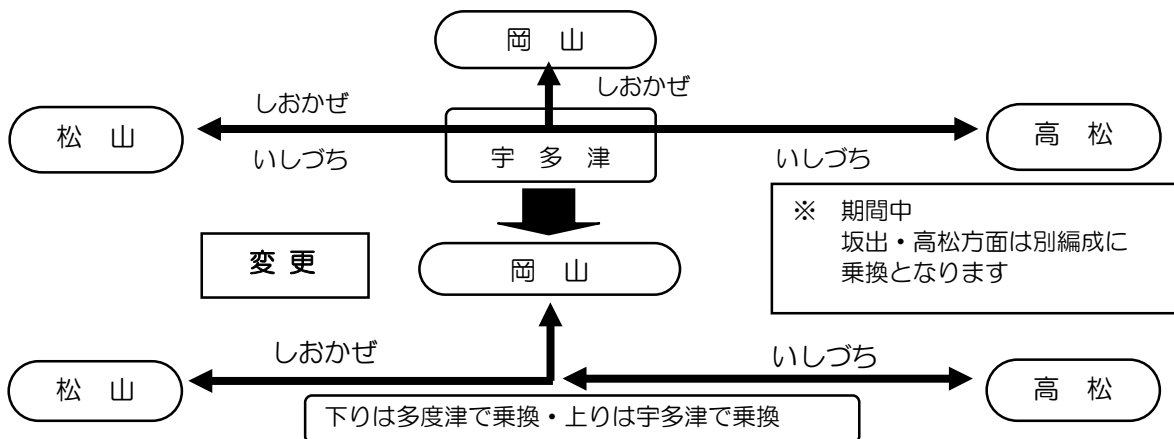 岡 山
しおかぜ
しおかぜ
松 山
高 松
いしづち
宇 多 津
いしづち
※ 期間中
坂出・高松方面は別編成に
乗換となります
変 更
岡 山
しおかぜ
いしづち
松 山
高 松
下りは多度津で乗換・上りは宇多津で乗換